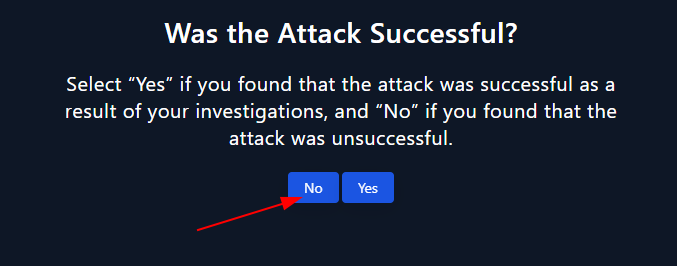 Was the Attack Successful?
Select “Yes” if you found that the attack was successful as a
result of your investigations, and “No” if you found that the
attack was unsuccessful.
No Yes